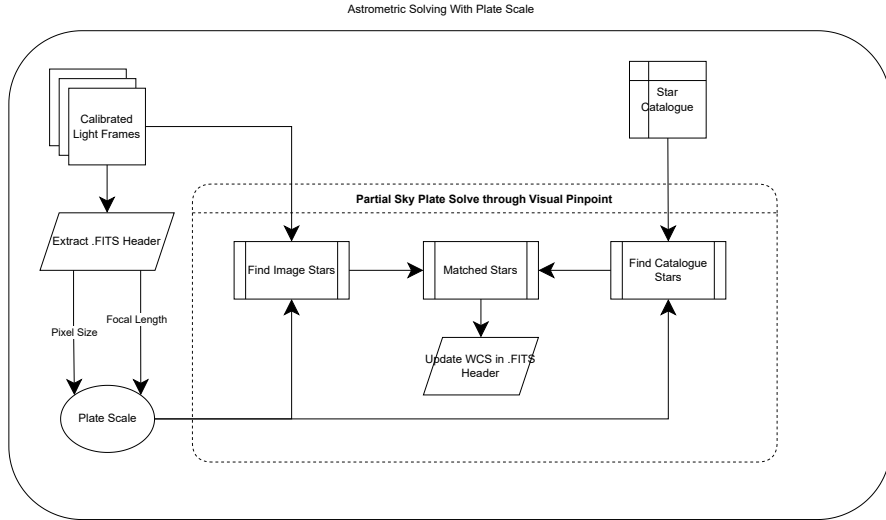 Astrometric Solving With Plate Scale
Calibrated
Light Frames
Star
Catalogue
Partial Sky Plate Solve through Visual Pinpoint
Extract .FITS Header
Find Image Stars
Matched Stars
Find Catalogue
Stars
Focal Length
Pixel Size
Update WCS in .FITS
Header
Plate Scale